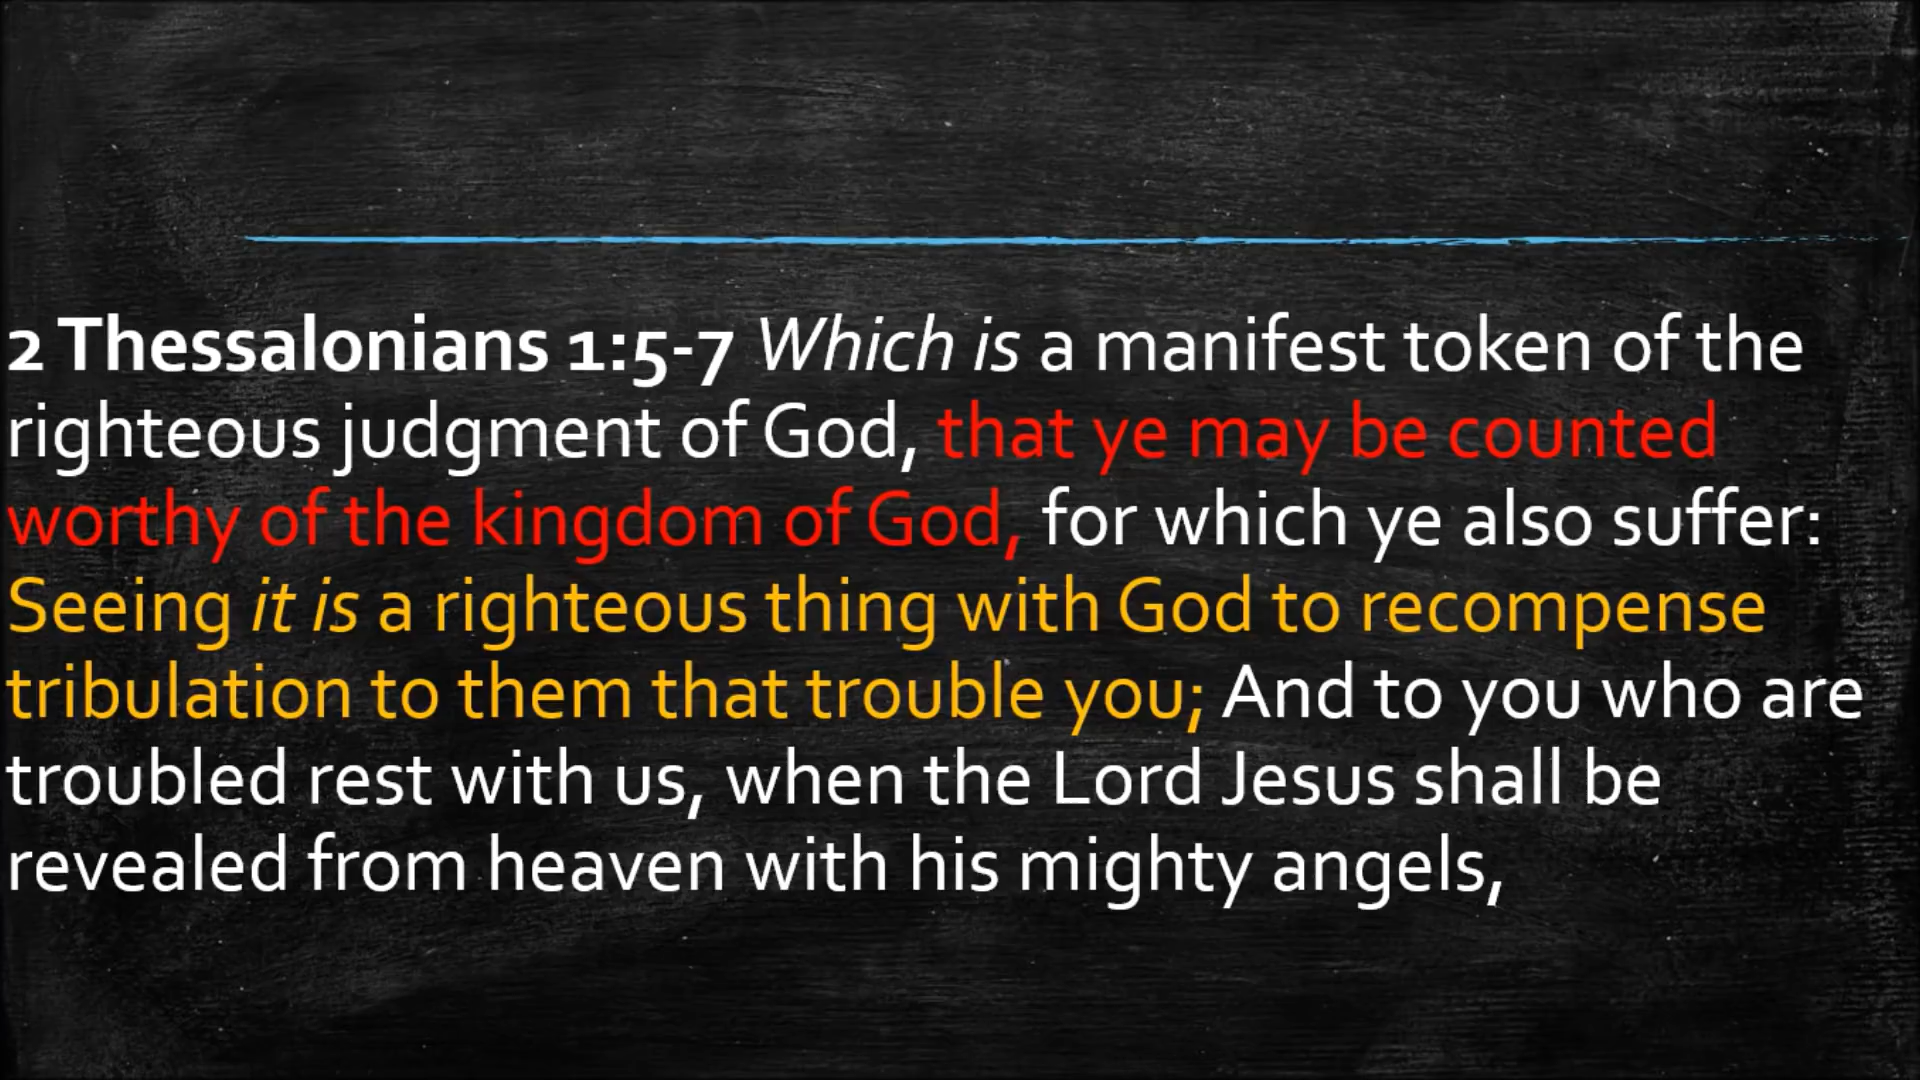 2 Thessalonians 1:5-7 Which is a manifest token of the
righteous judgment of God, that ye may be counted
worthy of the kingdom of God, for which ye also suffer:
Seeing it is a righteous thing with God to recompense
tribulation to them that trouble you; And to you who are
troubled rest with us, when the Lord Jesus shall be
revealed from heaven with his mighty angels,